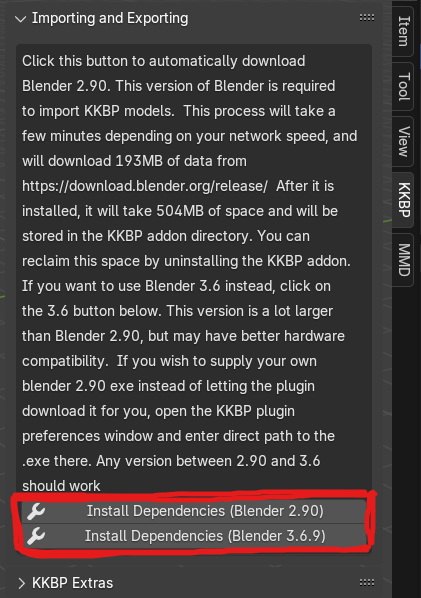 Importing and Exporting
Click this button to automatically download
Blender 2.90. This version of Blender is required
to import KKBP models.  This process will take a
few minutes depending on your network speed, and
will download 193MB of data from
https://download.blender.org/release/  After it is
installed, it will take 504MB of space and will be
stored in the KKBP addon directory. You can
reclaim this space by uninstalling the KKBP addon.
If you want to use Blender 3.6 instead, click on
the 3.6 button below. This version is a lot larger
than Blender 2.90, but may have better hardware
compatibility.  If you wish to supply your own
blender 2.90 exe instead of letting the plugin
download it for you, open the KKBP plugin
preferences window and enter direct path to the
.exe there. Any version between 2.90 and 3.6
should work
Install Dependencies (Blender 2.90)
Install Dependencies (Blender 3.6.9)
KKBP Extras
Item
Tool
View
KKBP
MMD